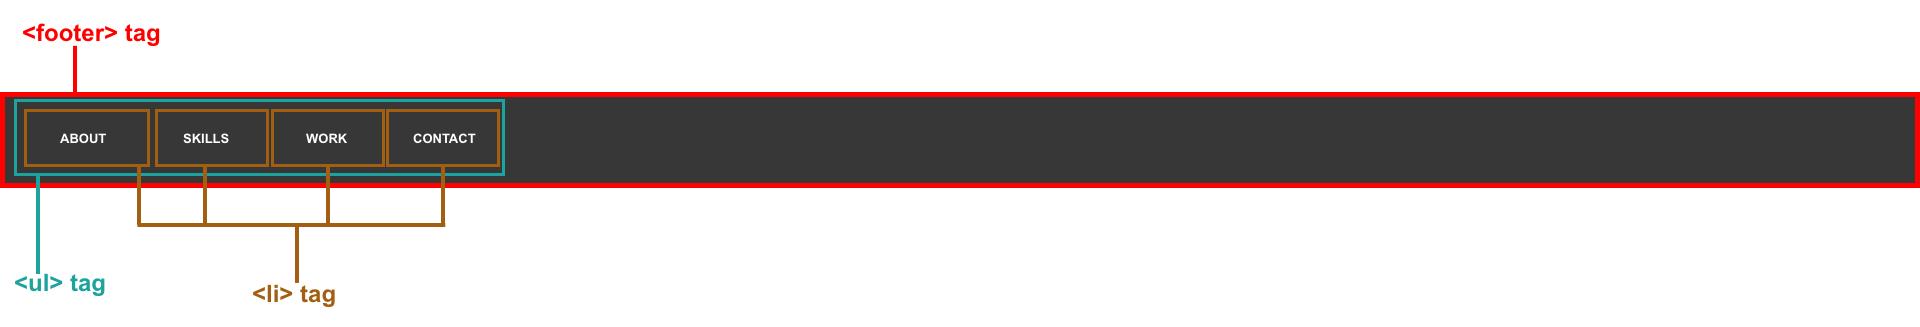 <footer> tag
ABOUT SKILLS WORK CONTACT
<ul> tag
<li> tag